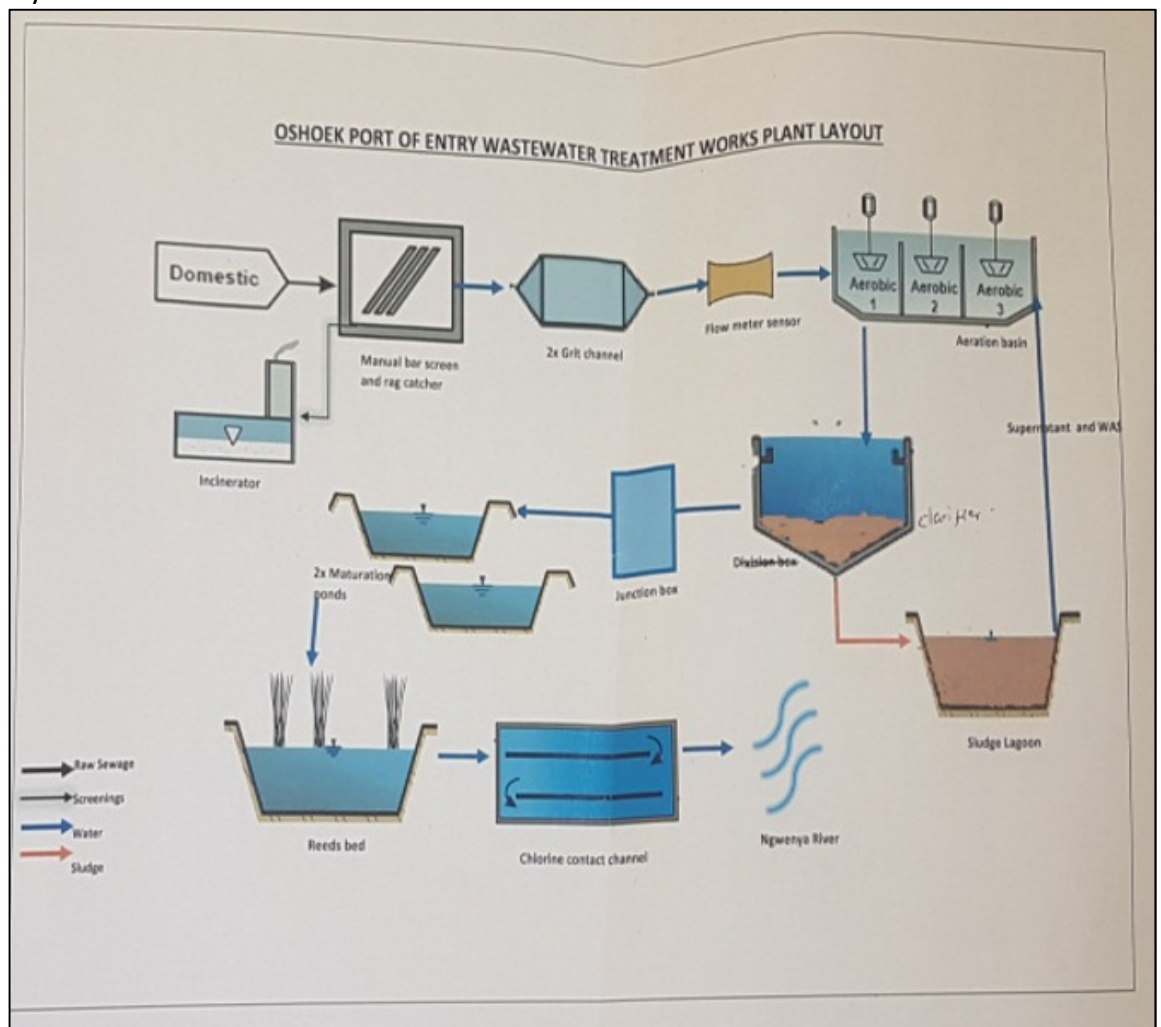 OSHOEK PORT OF ENTRY WASTEWATER TREATMENT WORKS PLANT LAYOUT
Domestic
Manual bar screen
and rag catcher
2x Grit channel
Flow meter sensor
Aerobic
1
Aerobic
2
Aerobic
3
Aeration basin
Incinerator
Supernatant and WAS
clarifier
Division box
Junction box
2x Maturation
ponds
Sludge Lagoon
Reeds bed
Chlorine contact channel
Ngwenya River
Raw Sewage
Screenings
Water
Sludge